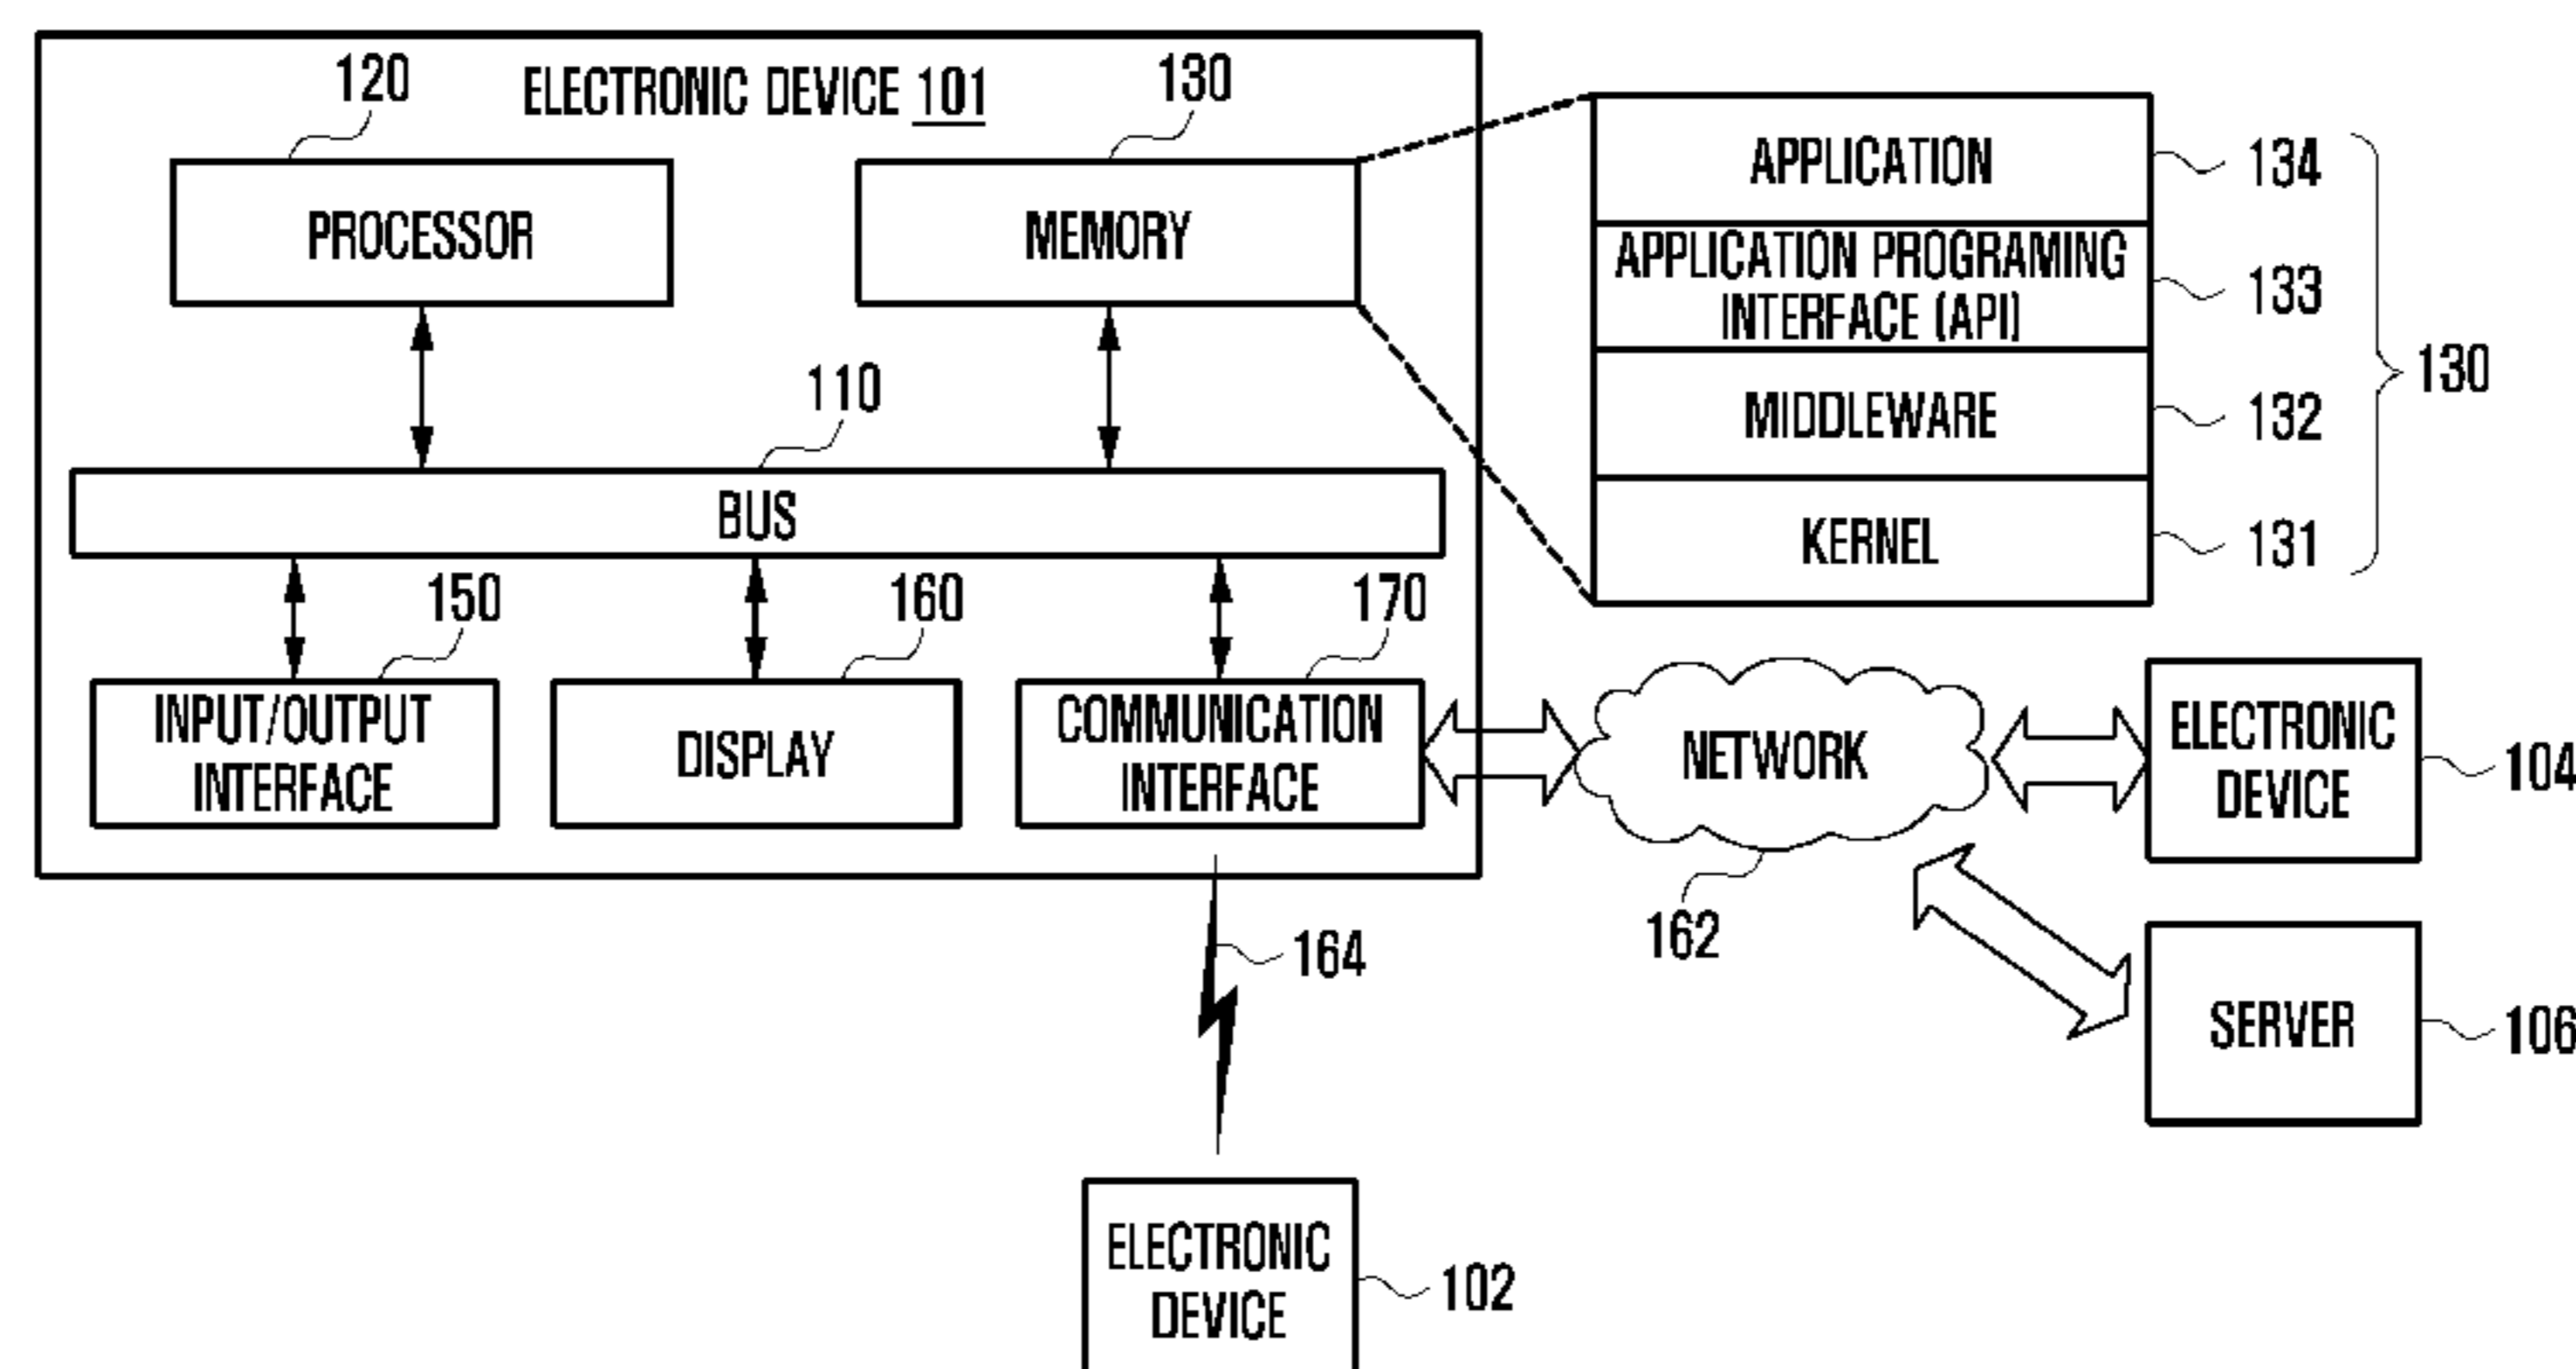 ELECTRONIC DEVICE 101
120
130
PROCESSOR
MEMORY
110
BUS
150
160
170
INPUT/OUTPUT
INTERFACE
DISPLAY
COMMUNICATION
INTERFACE
APPLICATION
134
APPLICATION PROGRAMING
INTERFACE (API)
133
MIDDLEWARE
132
KERNEL
131
130
NETWORK
162
ELECTRONIC
DEVICE
104
SERVER
106
164
ELECTRONIC
DEVICE
102